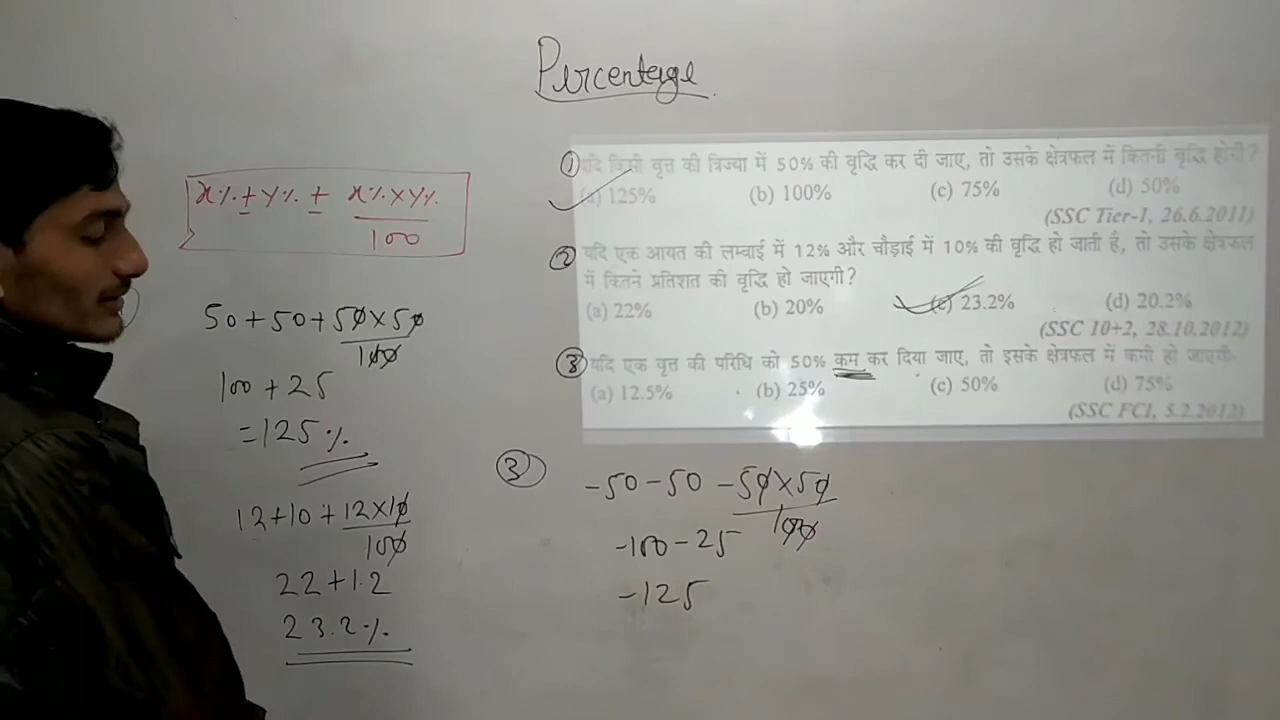 Percentage
① यदि किसी वृत्त की त्रिज्या में 50% की वृद्धि कर दी जाए, तो उसके क्षेत्रफल में कितनी वृद्धि होगी?
(a) 125% (b) 100% (c) 75% (d) 50%
(SSC Tier-I, 26.6.2011)
② यदि एक आयत की लम्बाई में 12% और चौड़ाई में 10% की वृद्धि हो जाती है, तो उसके क्षेत्रफल
में कितने प्रतिशत की वृद्धि हो जाएगी?
(a) 22% (b) 20% (c) 23.2% (d) 20.2%
(SSC 10+2, 28.10.2012)
③ यदि एक वृत्त की परिधि को 50% कम कर दिया जाए, तो इसके क्षेत्रफल में कमी हो जाएगी-
(a) 12.5% (b) 25% (c) 50% (d) 75%
(SSC FCI, 5.2.2012)
x% ± y% ± x% × y%
100
50 + 50 + 50 × 50
100
100 + 25
= 125%
12 + 10 + 12 × 10
100
22 + 1.2
23.2%
③
-50 - 50 - 50 × 50
100
-100 - 25
-125